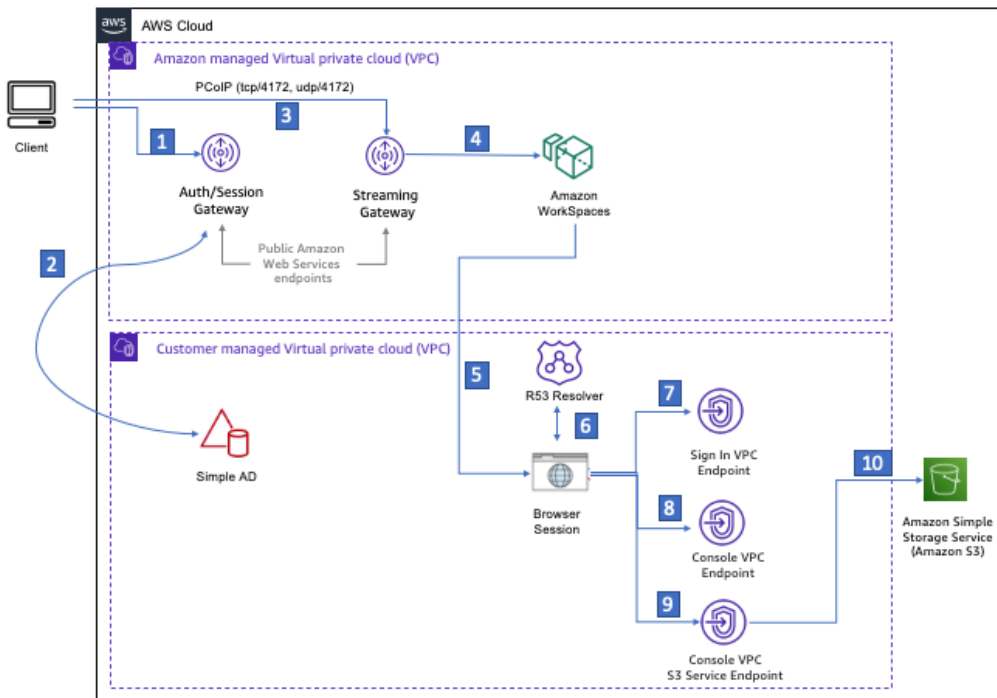 aws
AWS Cloud
Amazon managed Virtual private cloud (VPC)
PCoIP (tcp/4172, udp/4172)
3
Client
1
4
Auth/Session
Gateway
Streaming
Gateway
Amazon
WorkSpaces
2
Public Amazon
Web Services
endpoints
Customer managed Virtual private cloud (VPC)
5
R53 Resolver
6
7
Sign In VPC
Endpoint
Simple AD
Browser
Session
8
Console VPC
Endpoint
10
Amazon Simple
Storage Service
(Amazon S3)
9
Console VPC
S3 Service Endpoint